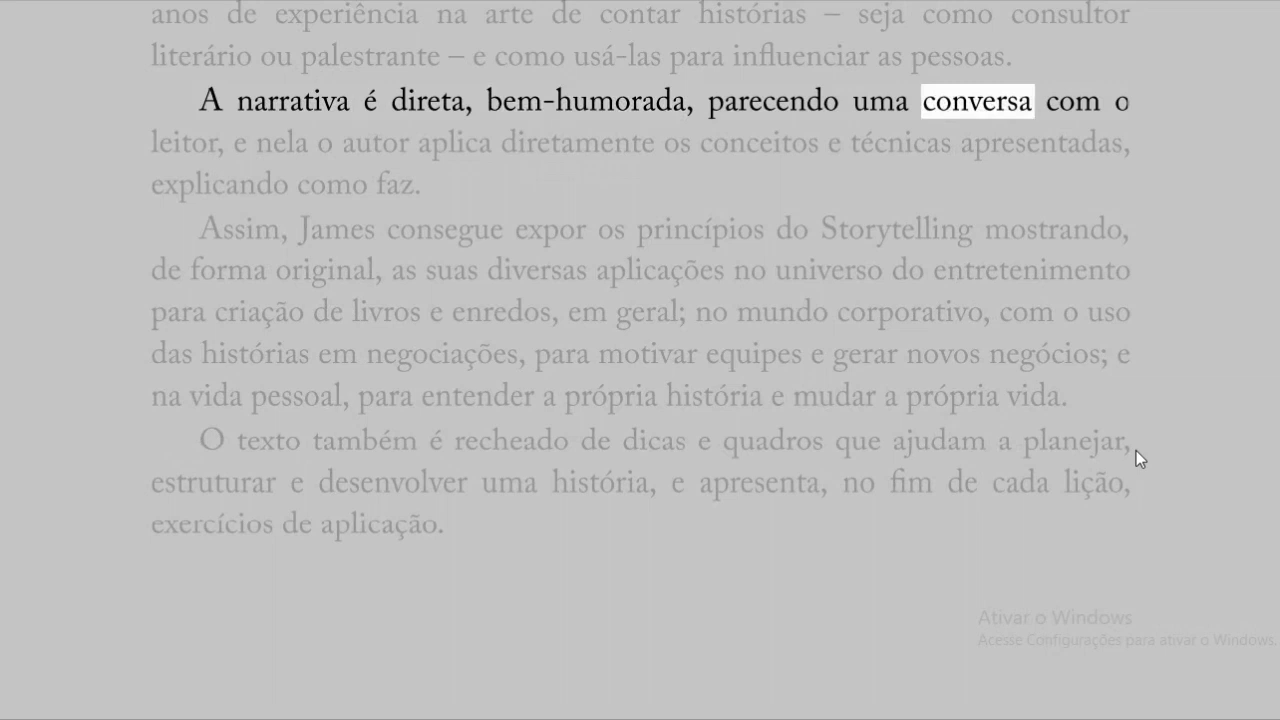 anos de experiência na arte de contar histórias – seja como consultor
literário ou palestrante – e como usá-las para influenciar as pessoas.
A narrativa é direta, bem-humorada, parecendo uma conversa com o
leitor, e nela o autor aplica diretamente os conceitos e técnicas apresentadas,
explicando como faz.
Assim, James consegue expor os princípios do Storytelling mostrando,
de forma original, as suas diversas aplicações no universo do entretenimento
para criação de livros e enredos, em geral; no mundo corporativo, com o uso
das histórias em negociações, para motivar equipes e gerar novos negócios; e
na vida pessoal, para entender a própria história e mudar a própria vida.
O texto também é recheado de dicas e quadros que ajudam a planejar,
estruturar e desenvolver uma história, e apresenta, no fim de cada lição,
exercícios de aplicação.
Ativar o Windows
Acesse Configurações para ativar o Windows.